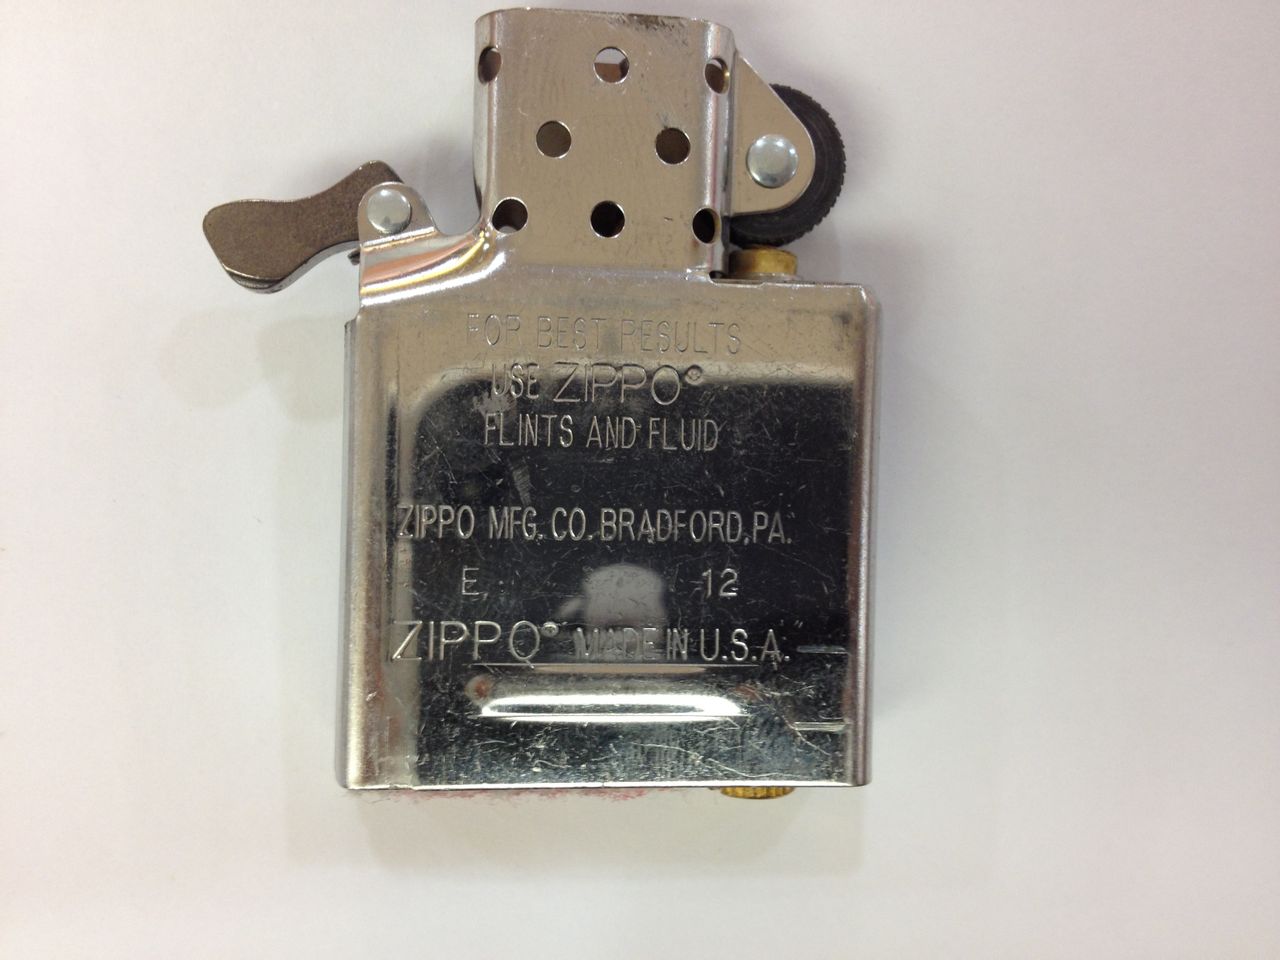 FOR BEST RESULTS
USE ZIPPO®
FLINTS AND FLUID
ZIPPO MFG. CO. BRADFORD, PA.
E 12
ZIPPO® MADE IN U.S.A.